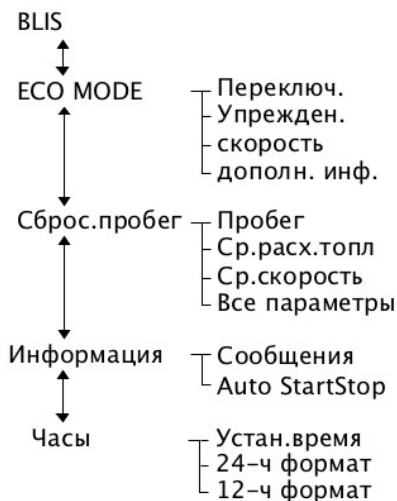 BLIS
ECO MODE
Переключ.
Упрежден.
скорость
дополн. инф.
Сброс.пробег
Пробег
Ср.расх.топл
Ср.скорость
Все параметры
Информация
Сообщения
Auto StartStop
Часы
Устан.время
24-ч формат
12-ч формат